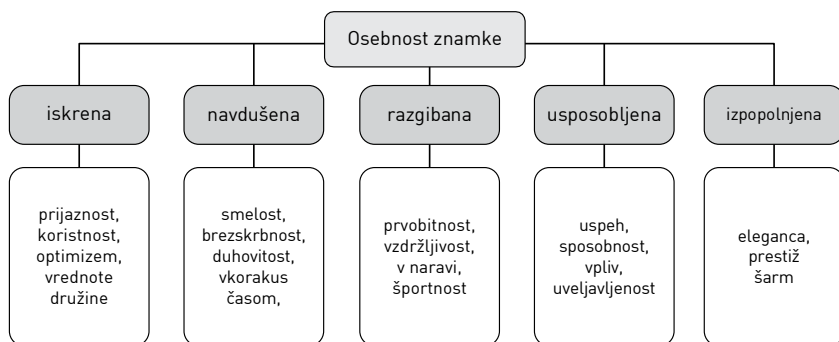 Osebnost znamke
iskrena
navdušena
razgibana
usposobljena
izpopolnjena
prijaznost,
koristnost,
optimizem,
vrednote
družine
smelost,
brezskrbnost,
duhovitost,
vkorakus
časom,
prvobitnost,
vzdržljivost,
v naravi,
športnost
uspeh,
sposobnost,
vpliv,
uveljavljenost
eleganca,
prestiž
šarm